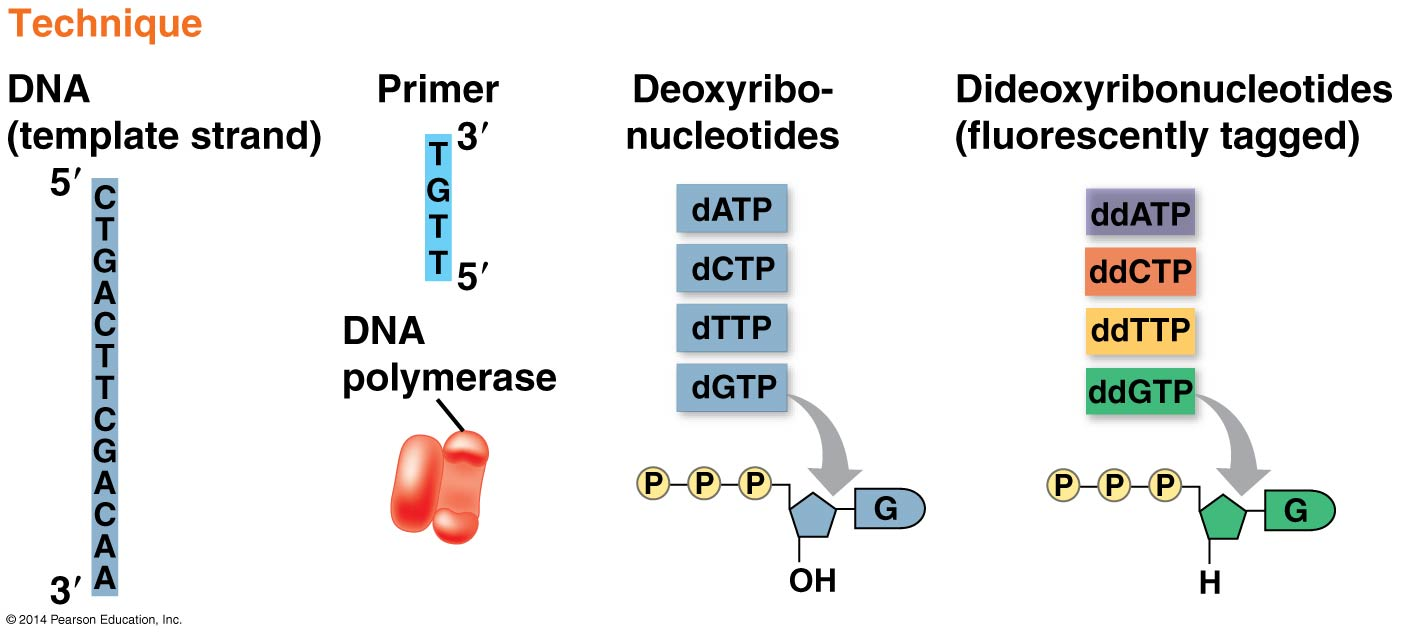 Technique
DNA
(template strand)
5′
C
T
G
A
C
T
T
C
G
A
C
A
A
3′
Primer
3′
T
G
T
T
5′
DNA
polymerase
Deoxyribo-
nucleotides
dATP
dCTP
dTTP
dGTP
P P P
G
OH
Dideoxyribonucleotides
(fluorescently tagged)
ddATP
ddCTP
ddTTP
ddGTP
P P P
G
H
© 2014 Pearson Education, Inc.